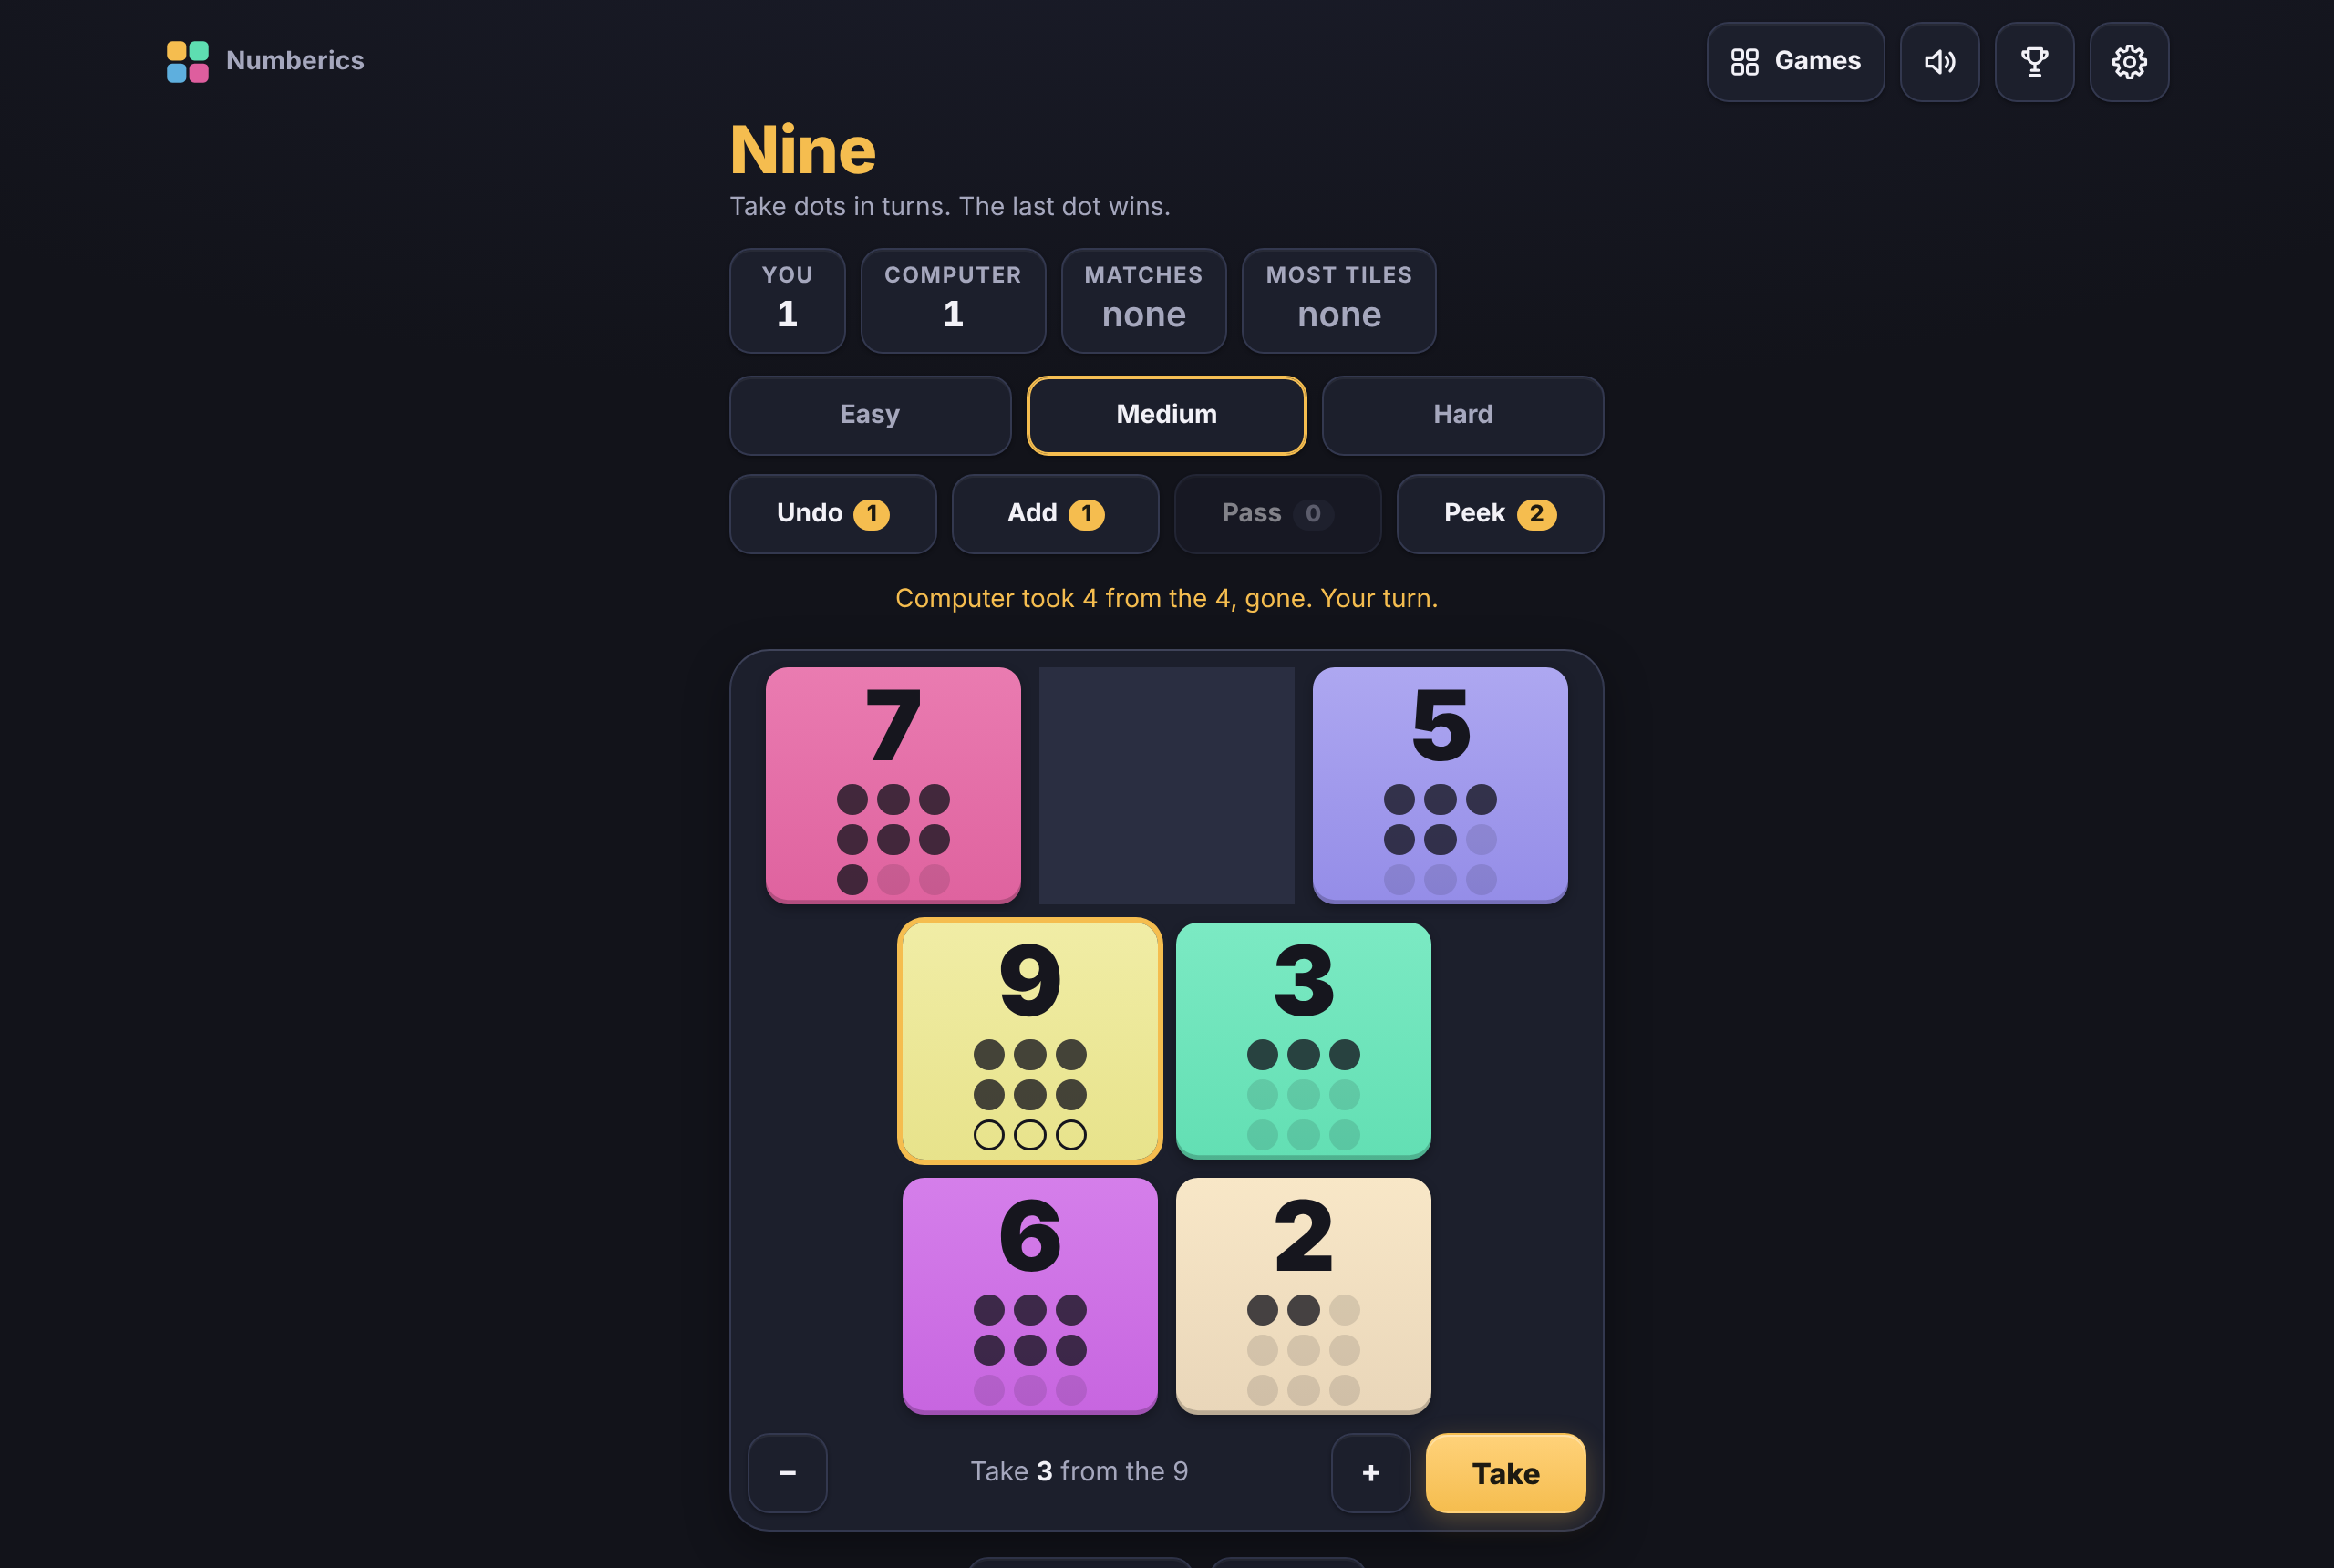 Numberics
Games
Nine
Take dots in turns. The last dot wins.
YOU
1
COMPUTER
1
MATCHES
none
MOST TILES
none
Easy
Medium
Hard
Undo 1
Add 1
Pass 0
Peek 2
Computer took 4 from the 4, gone. Your turn.
7
5
9
3
6
2
−
Take 3 from the 9
+
Take